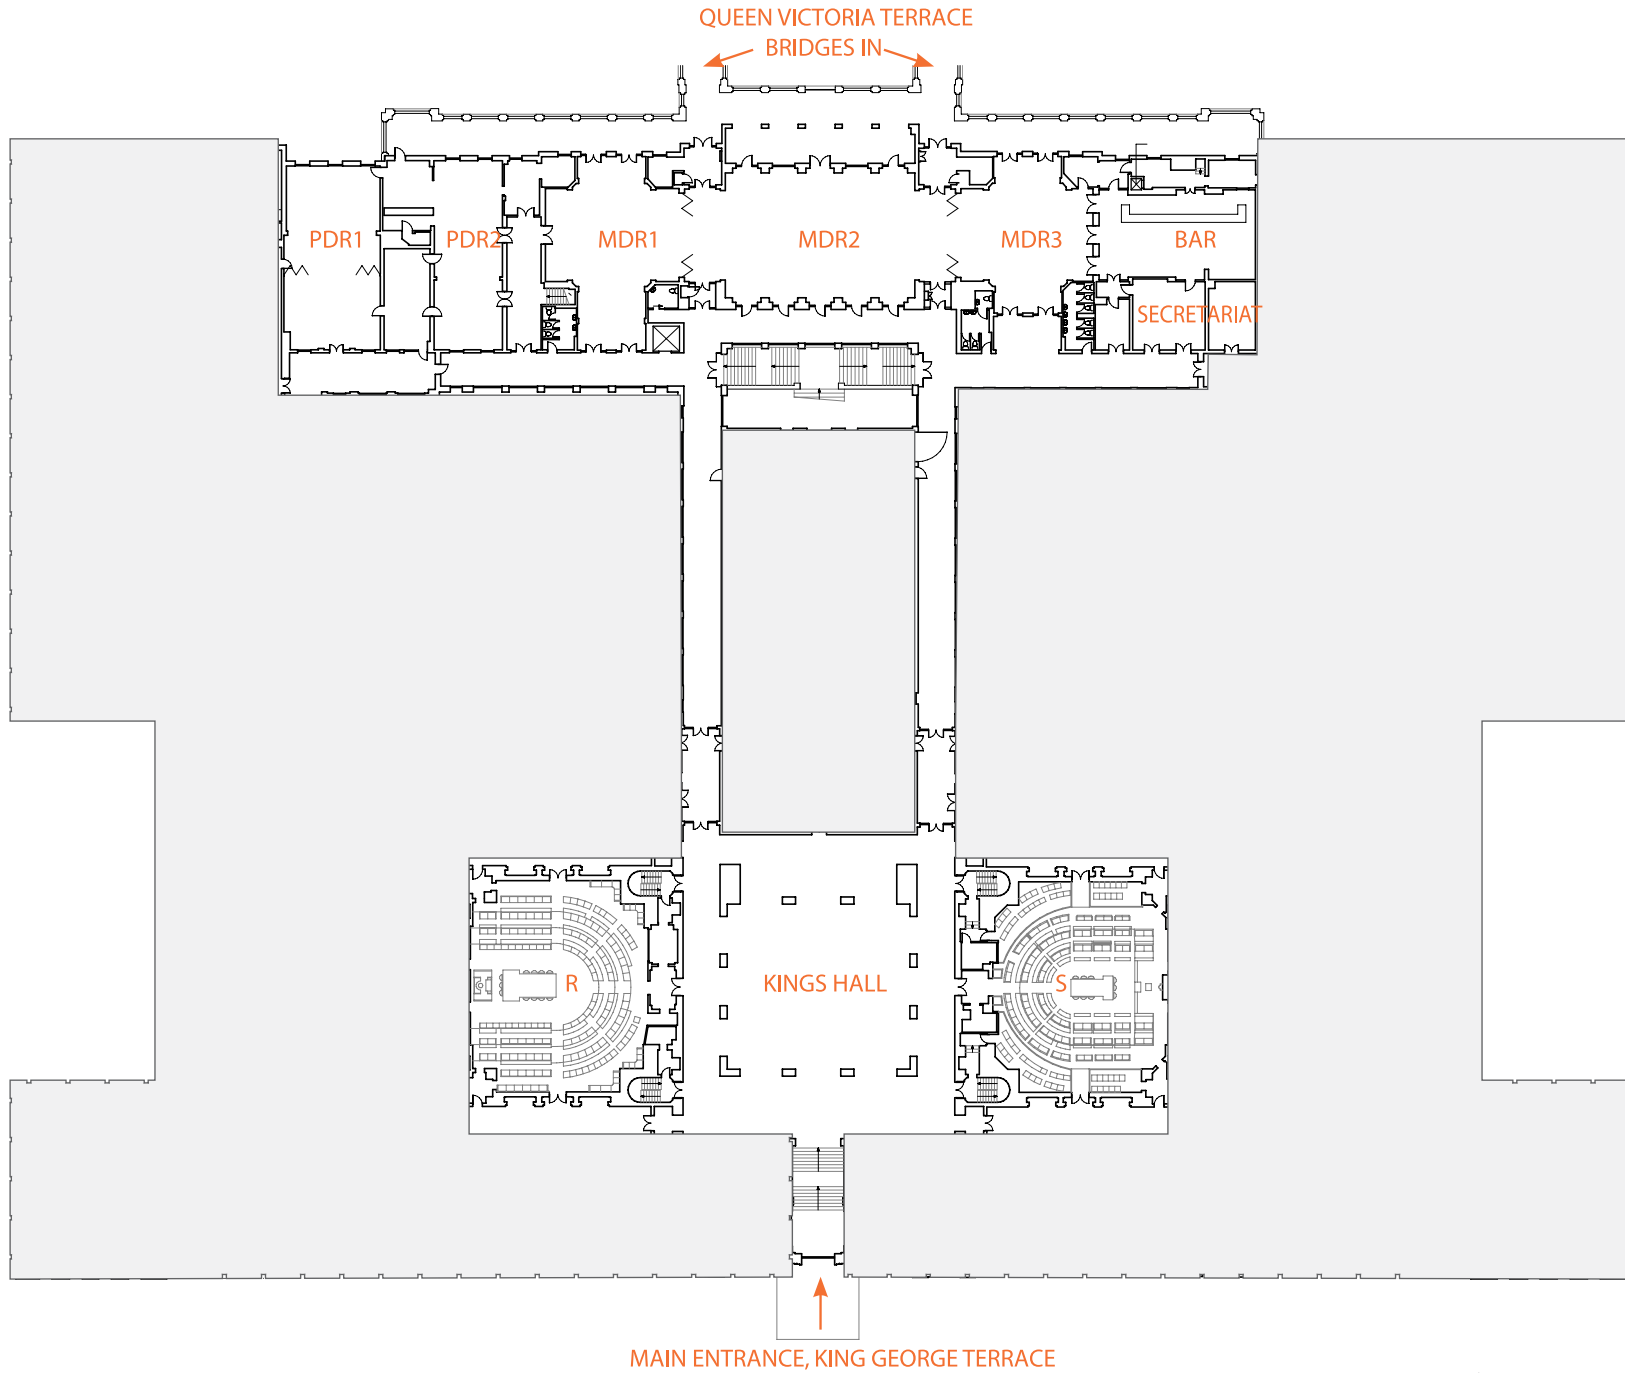 QUEEN VICTORIA TERRACE
BRIDGES IN
PDR1
PDR2
MDR1
MDR2
MDR3
BAR
SECRETARIAT
R
KINGS HALL
S
MAIN ENTRANCE, KING GEORGE TERRACE